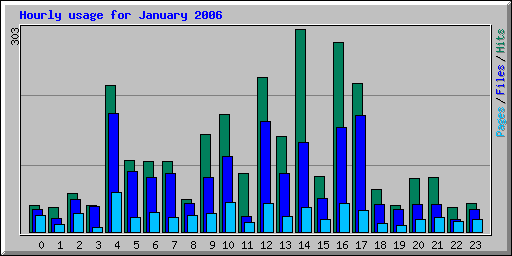 Hourly usage for January 2006
303
Pages / Files / Hits
0 1 2 3 4 5 6 7 8 9 10 11 12 13 14 15 16 17 18 19 20 21 22 23